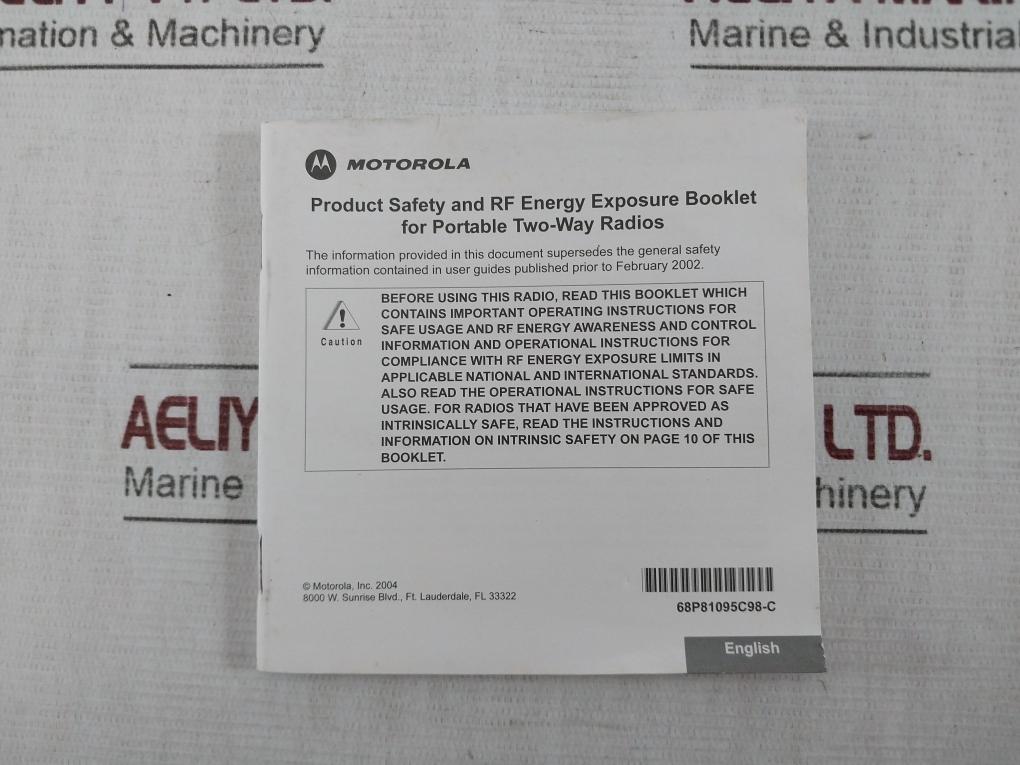 mation & Machinery
Marine & Industrial
MOTOROLA
Product Safety and RF Energy Exposure Booklet
for Portable Two-Way Radios
The information provided in this document supersedes the general safety
information contained in user guides published prior to February 2002.
Caution
BEFORE USING THIS RADIO, READ THIS BOOKLET WHICH
CONTAINS IMPORTANT OPERATING INSTRUCTIONS FOR
SAFE USAGE AND RF ENERGY AWARENESS AND CONTROL
INFORMATION AND OPERATIONAL INSTRUCTIONS FOR
COMPLIANCE WITH RF ENERGY EXPOSURE LIMITS IN
APPLICABLE NATIONAL AND INTERNATIONAL STANDARDS.
ALSO READ THE OPERATIONAL INSTRUCTIONS FOR SAFE
USAGE. FOR RADIOS THAT HAVE BEEN APPROVED AS
INTRINSICALLY SAFE, READ THE INSTRUCTIONS AND
INFORMATION ON INTRINSIC SAFETY ON PAGE 10 OF THIS
BOOKLET.
AELIY LTD.
Marine hinery
© Motorola, Inc. 2004
8000 W. Sunrise Blvd., Ft. Lauderdale, FL 33322
68P81095C98-C
English